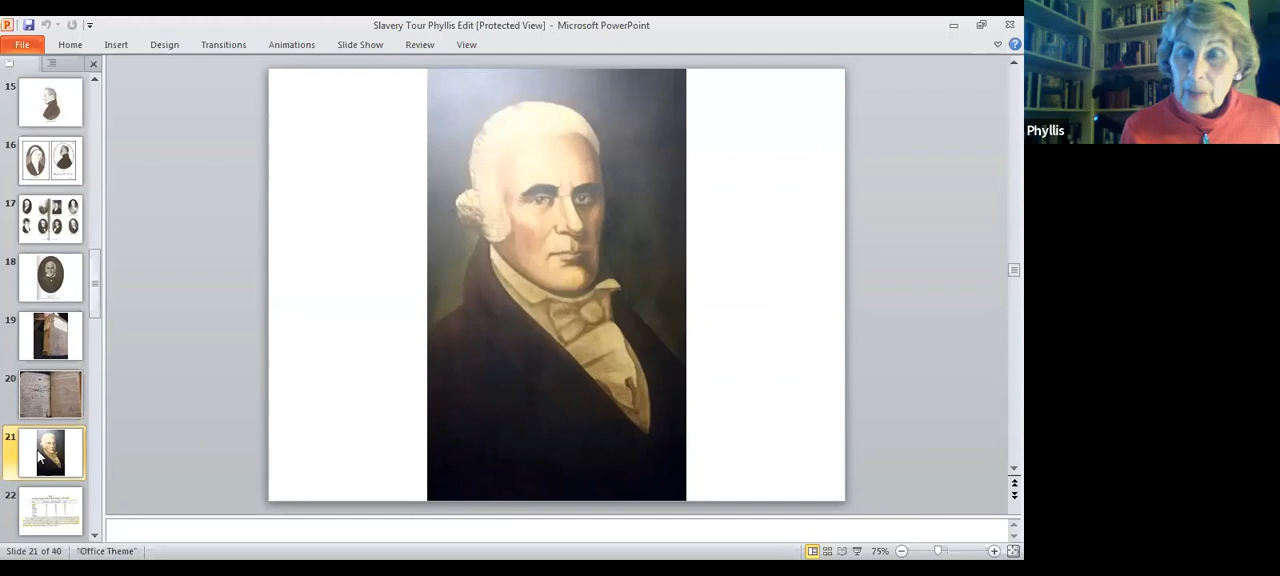 Slavery Tour Phyllis Edit [Protected View] - Microsoft PowerPoint
File Home Insert Design Transitions Animations Slide Show Review View
Phyllis
15
16
17
18
19
20
21
22
Slide 21 of 40 "Office Theme" 75%